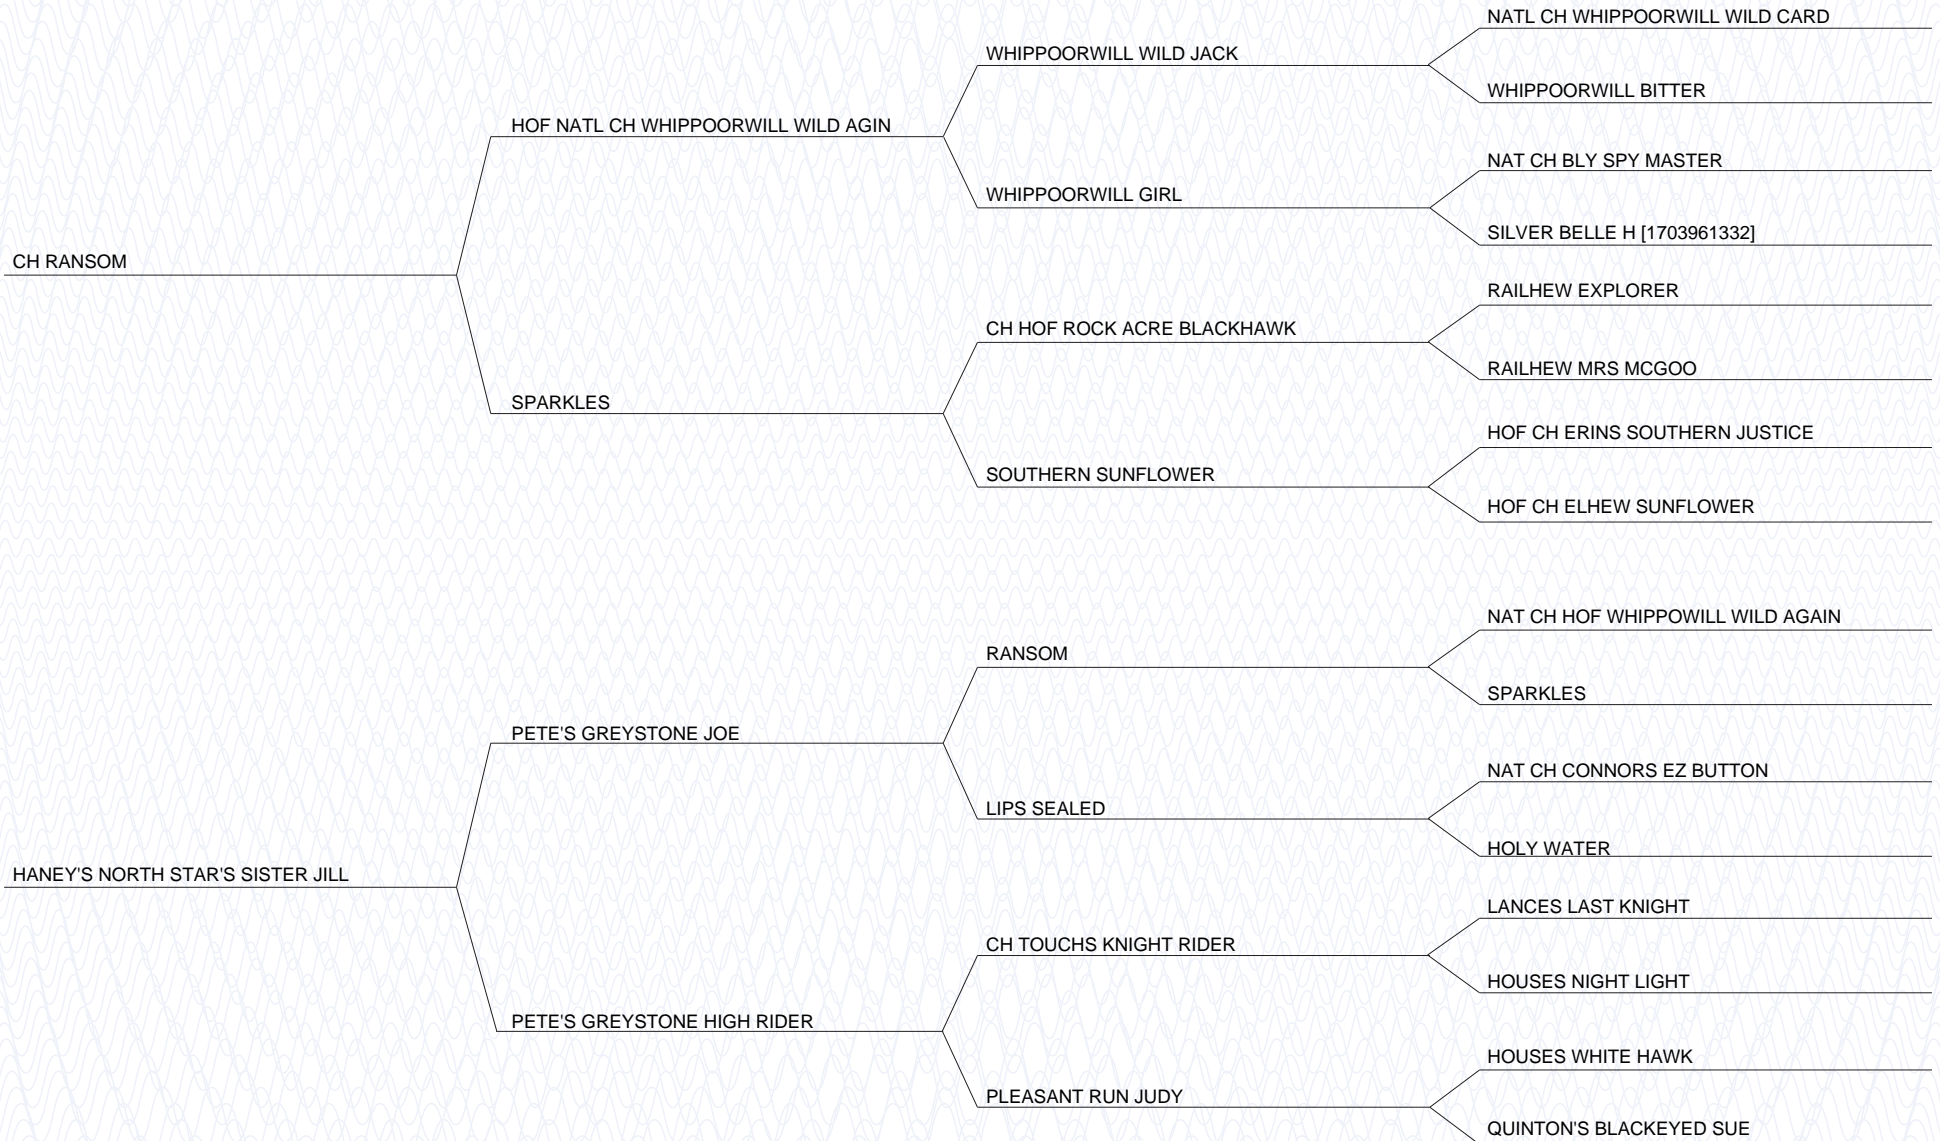 NATL CH WHIPPOORWILL WILD CARD
WHIPPOORWILL WILD JACK
WHIPPOORWILL BITTER
HOF NATL CH WHIPPOORWILL WILD AGIN
NAT CH BLY SPY MASTER
WHIPPOORWILL GIRL
SILVER BELLE H [1703961332]
CH RANSOM
RAILHEW EXPLORER
CH HOF ROCK ACRE BLACKHAWK
RAILHEW MRS MCGOO
SPARKLES
HOF CH ERINS SOUTHERN JUSTICE
SOUTHERN SUNFLOWER
HOF CH ELHEW SUNFLOWER
NAT CH HOF WHIPPOWILL WILD AGAIN
RANSOM
SPARKLES
PETE'S GREYSTONE JOE
NAT CH CONNORS EZ BUTTON
LIPS SEALED
HOLY WATER
HANEY'S NORTH STAR'S SISTER JILL
LANCES LAST KNIGHT
CH TOUCHS KNIGHT RIDER
HOUSES NIGHT LIGHT
PETE'S GREYSTONE HIGH RIDER
HOUSES WHITE HAWK
PLEASANT RUN JUDY
QUINTON'S BLACKEYED SUE